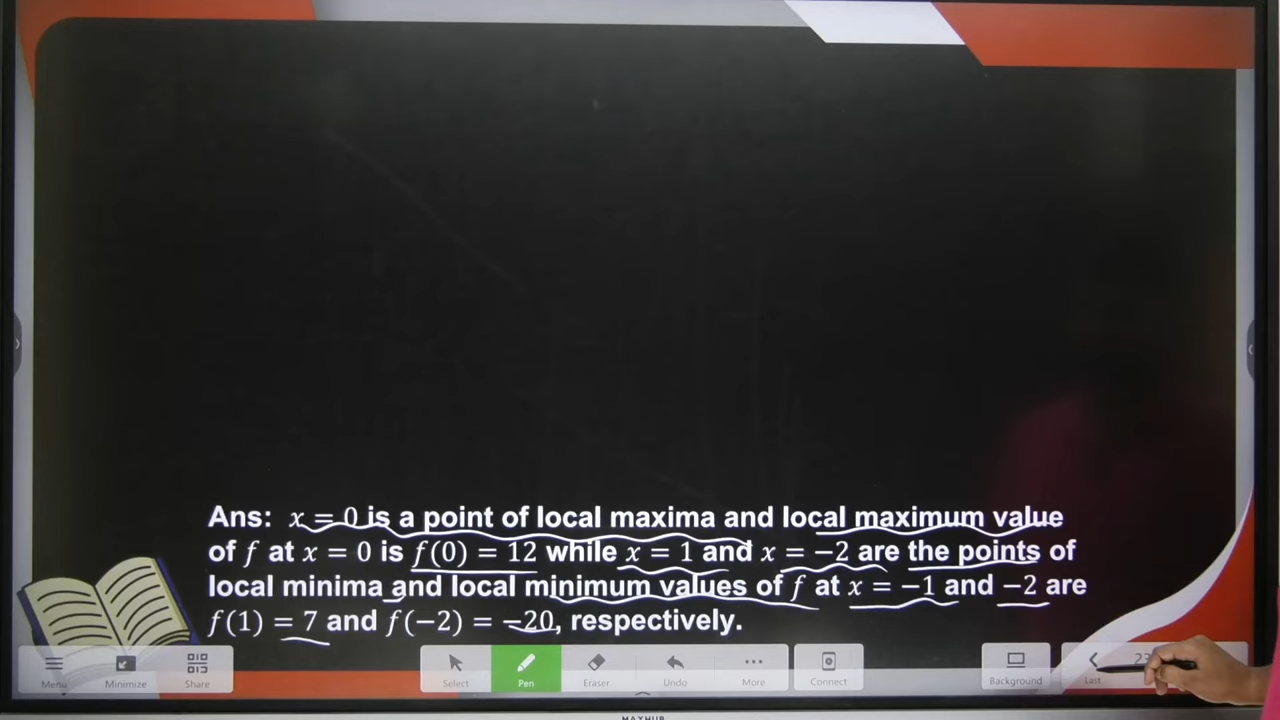 Ans: x = 0 is a point of local maxima and local maximum value
of f at x = 0 is f(0) = 12 while x = 1 and x = −2 are the points of
local minima and local minimum values of f at x = −1 and −2 are
f(1) = 7 and f(−2) = −20, respectively.
Menu
Minimize
Share
Select
Pen
Eraser
Undo
More
Connect
Background
Last
MAXHUB